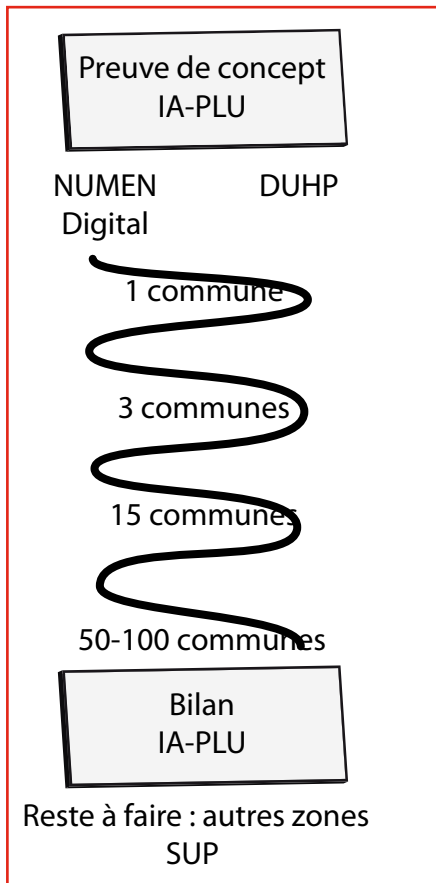 Preuve de concept
IA-PLU
NUMEN DUHP
Digital
1 commune
3 communes
15 communes
50-100 communes
Bilan
IA-PLU
Reste à faire : autres zones
SUP